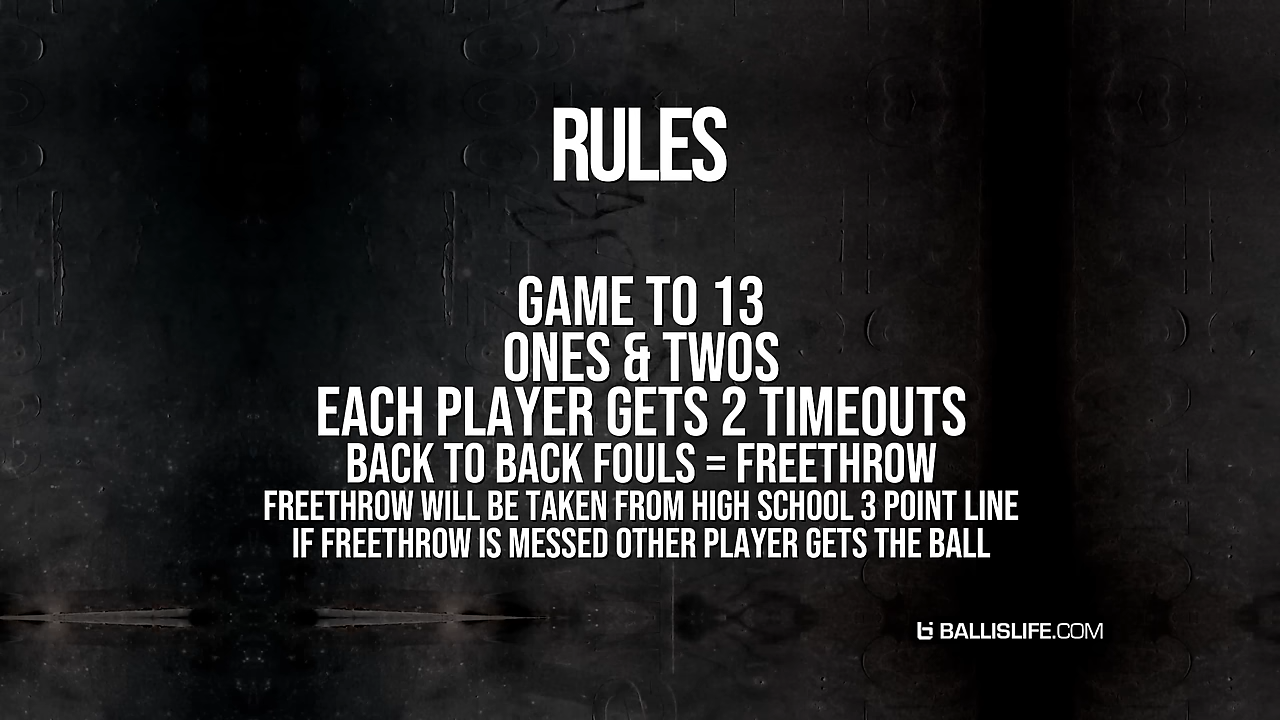 RULES
GAME TO 13
ONES & TWOS
EACH PLAYER GETS 2 TIMEOUTS
BACK TO BACK FOULS = FREETHROW
FREETHROW WILL BE TAKEN FROM HIGH SCHOOL 3 POINT LINE
IF FREETHROW IS MESSED OTHER PLAYER GETS THE BALL
BALLISLIFE.COM